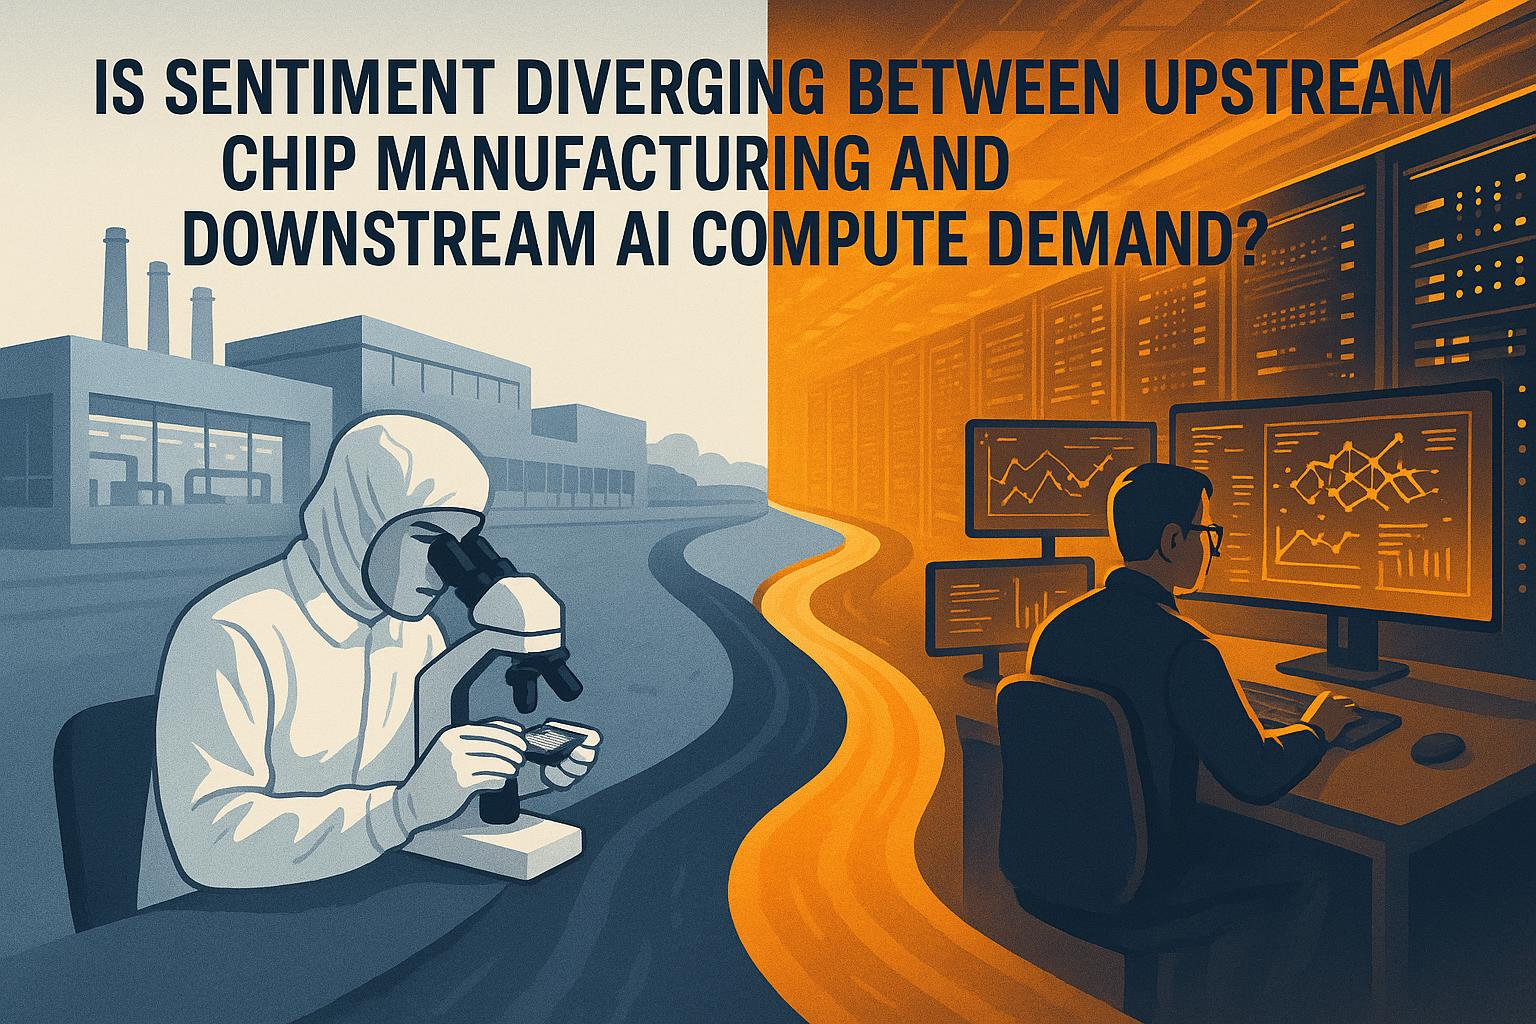 IS SENTIMENT DIVERGING BETWEEN UPSTREAM
CHIP MANUFACTURING AND
DOWNSTREAM AI COMPUTE DEMAND?